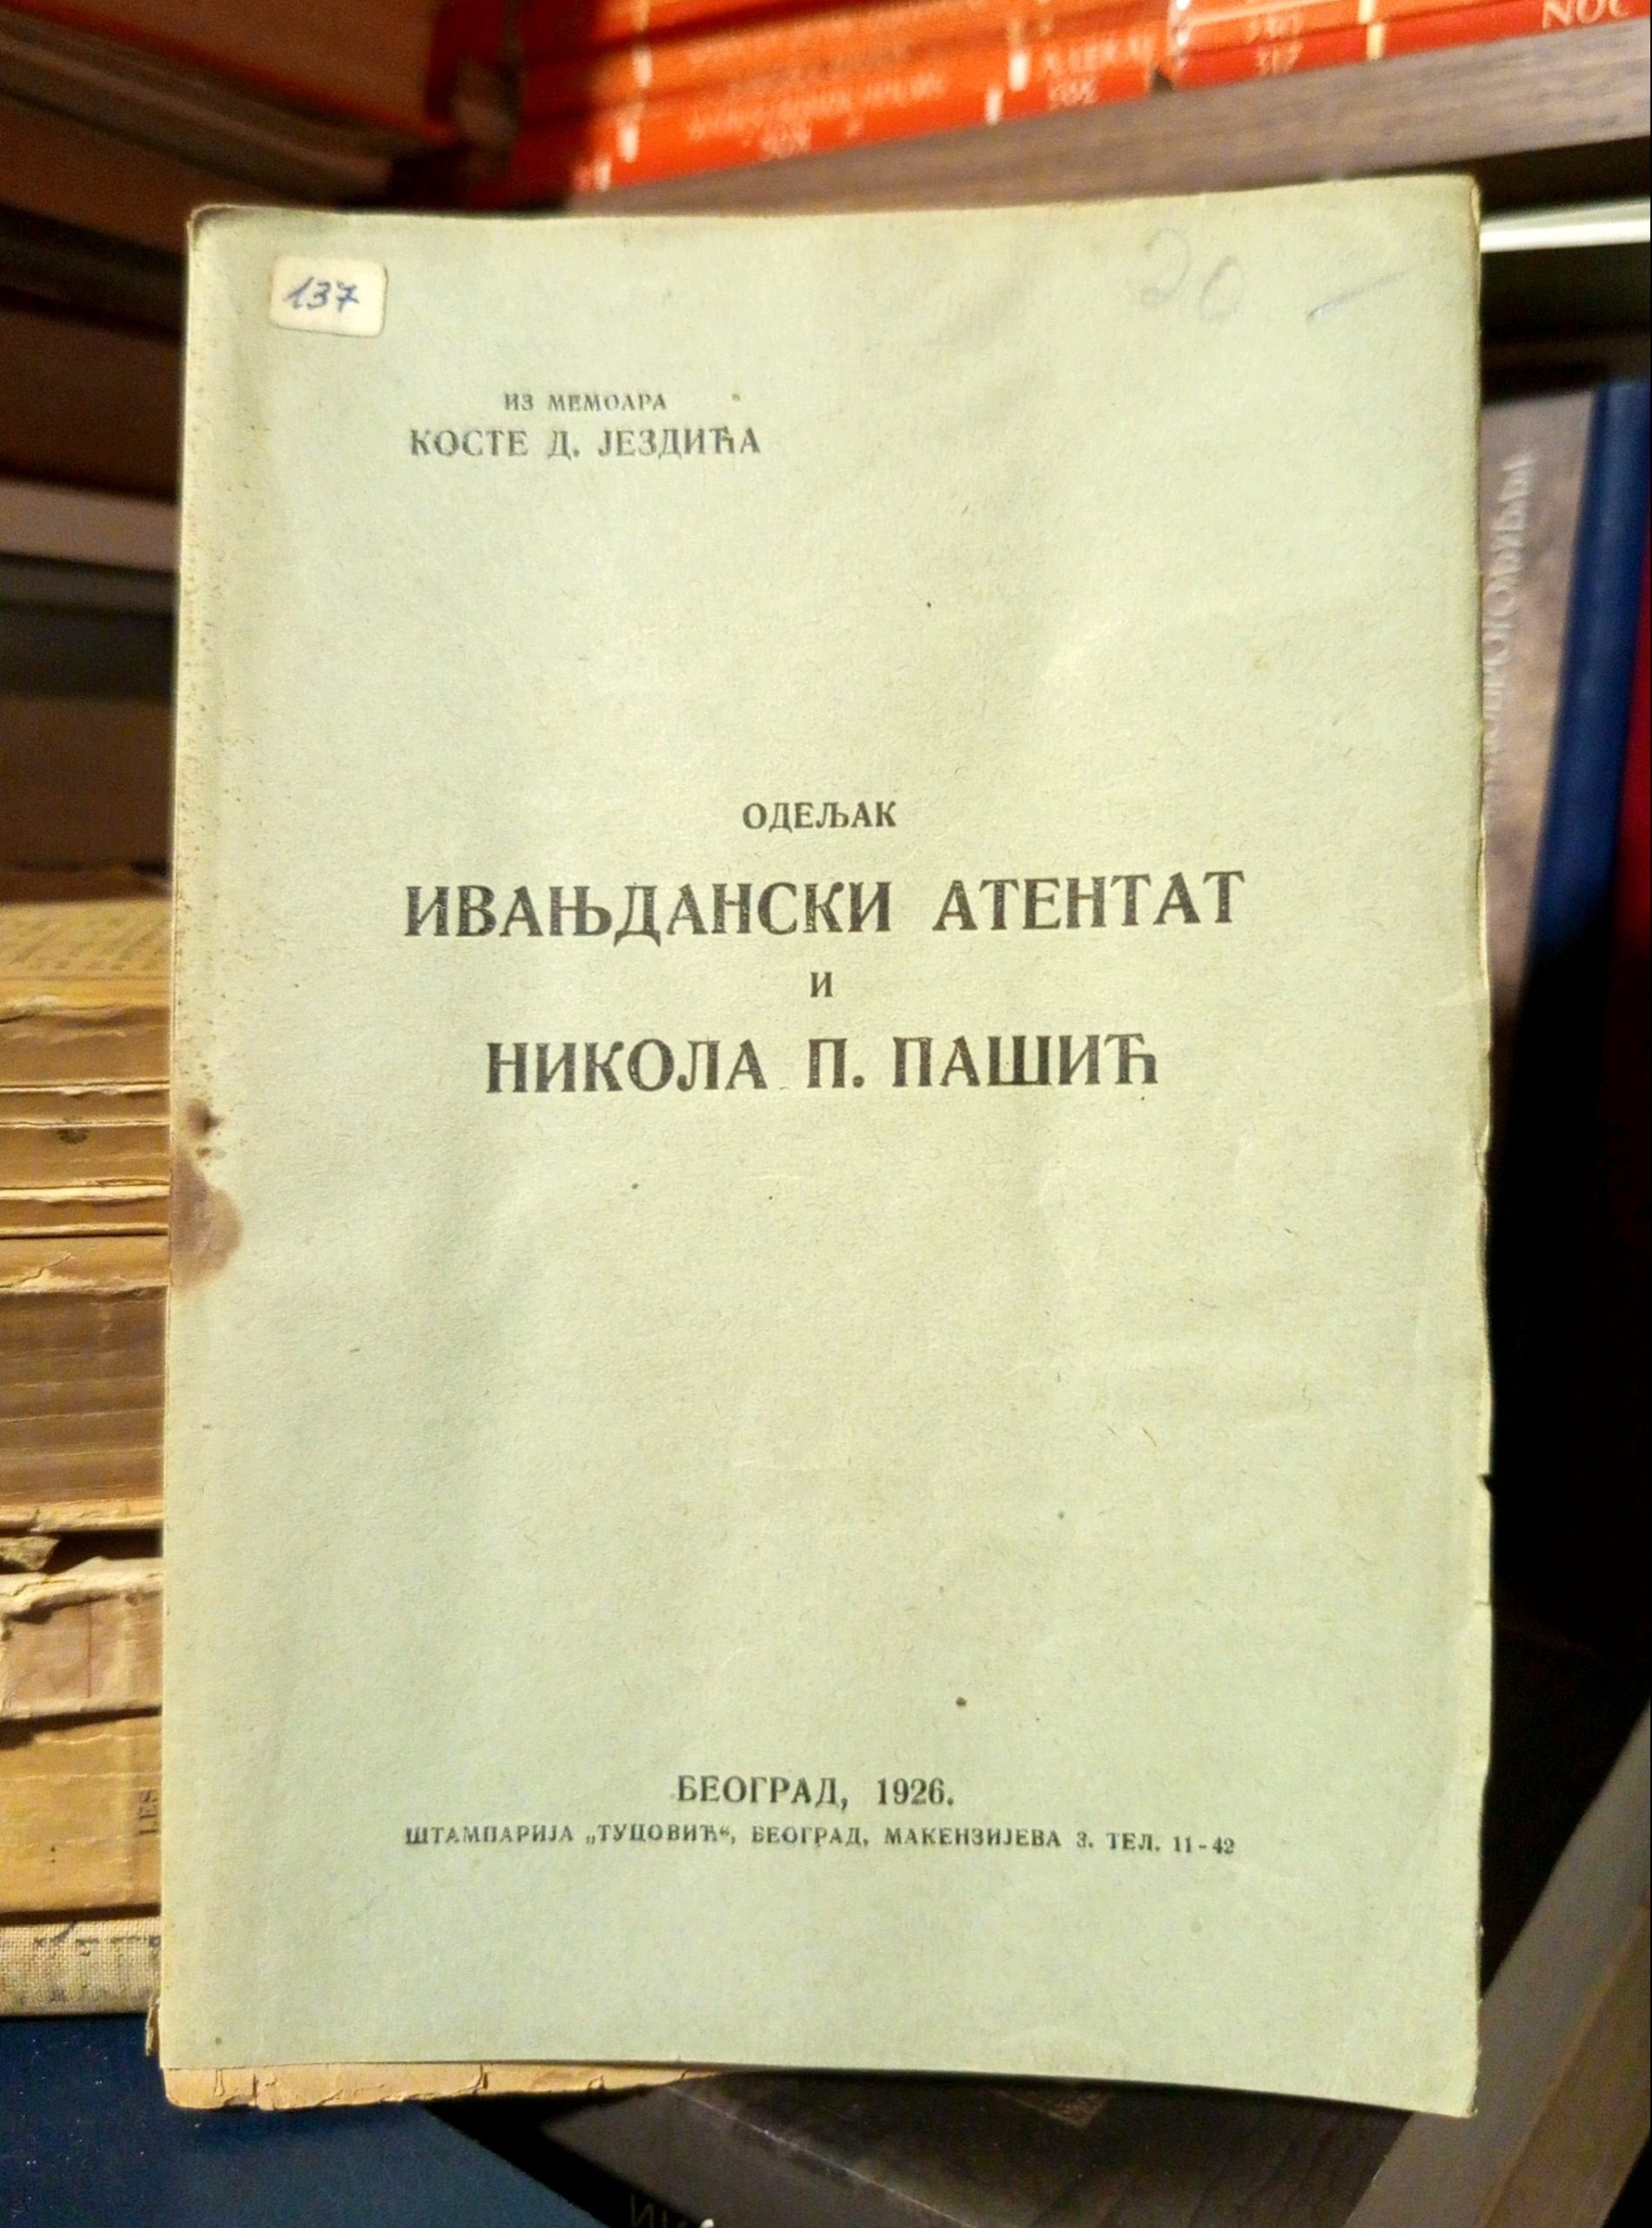 137
20
ИЗ МЕМОАРА
КОСТЕ Д. ЈЕЗДИЋА
ОДЕЉАК
ИВАЊДАНСКИ АТЕНТАТ
И
НИКОЛА П. ПАШИЋ
БЕОГРАД, 1926.
ШТАМПАРИЈА „ТУЦОВИЋ“, БЕОГРАД, МАКЕНЗИЈЕВА 3. ТЕЛ. 11-42
LES